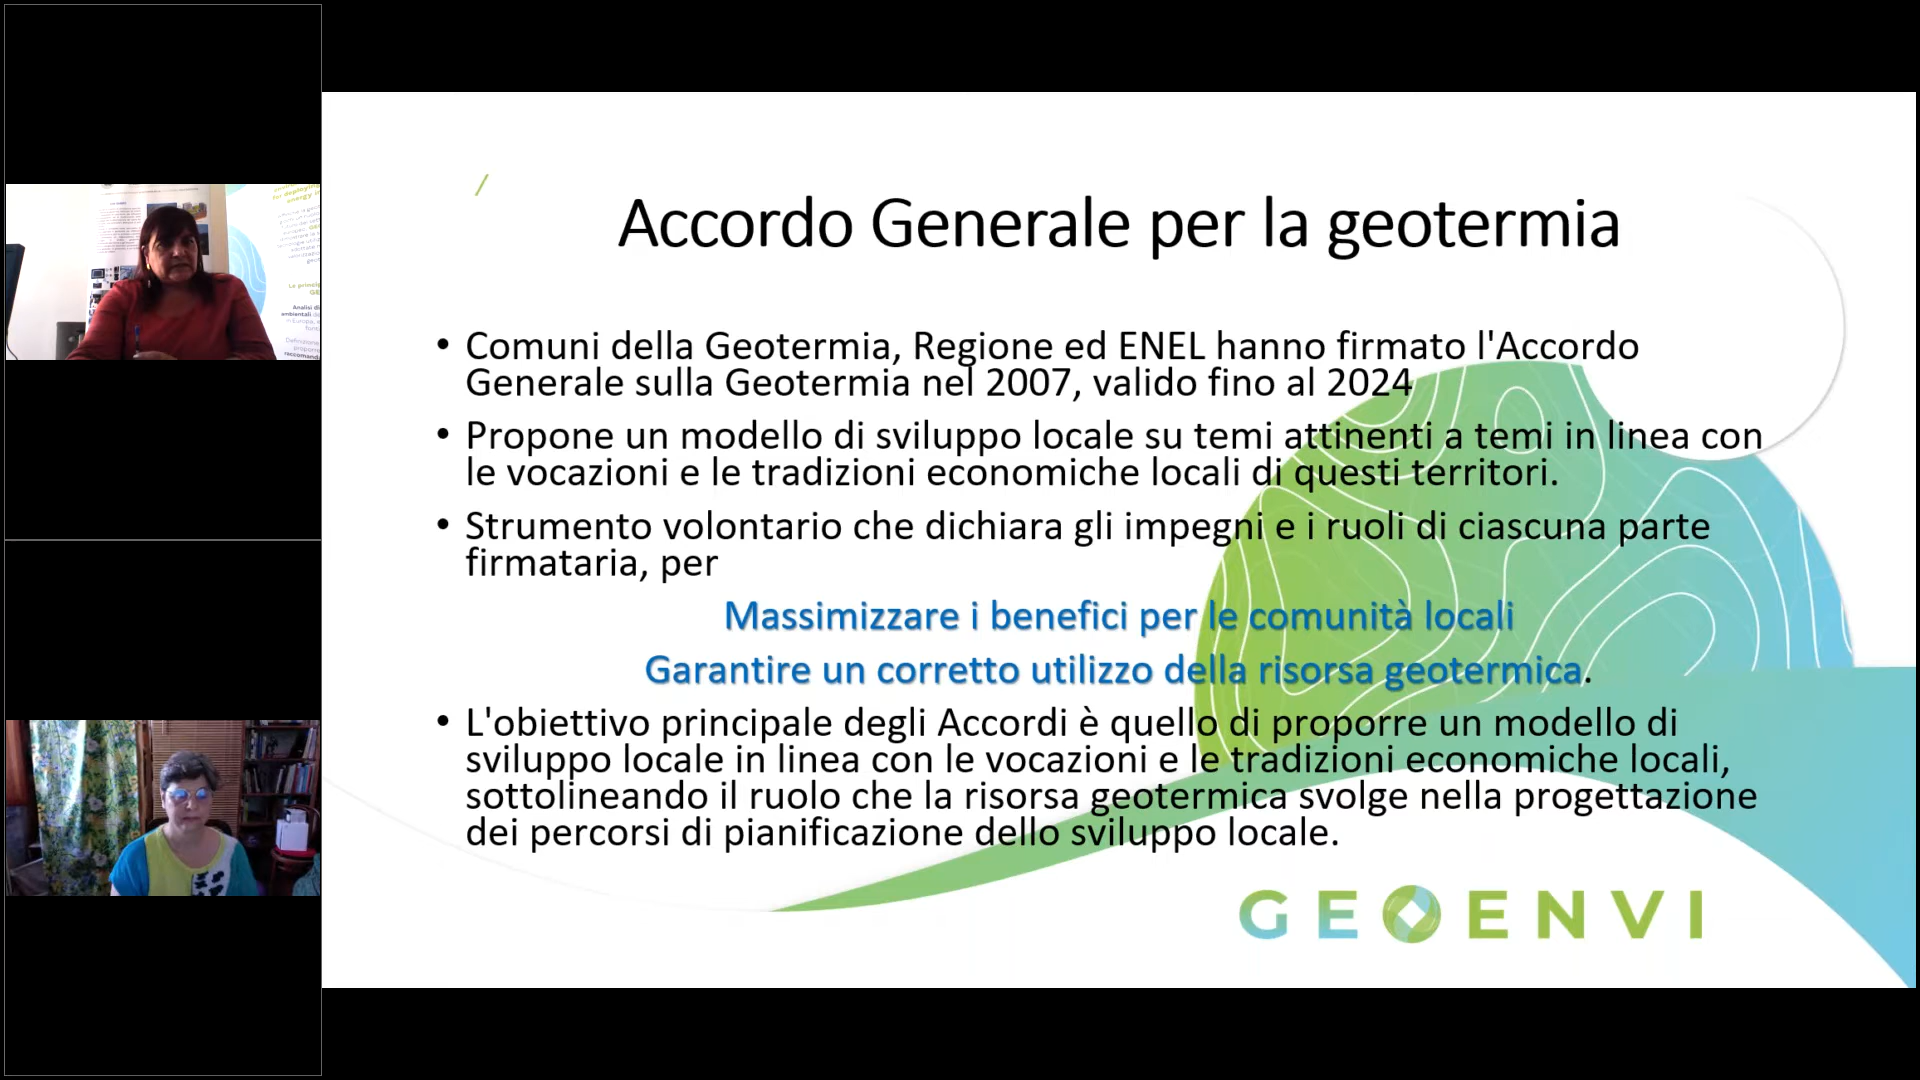 Accordo Generale per la geotermia
• Comuni della Geotermia, Regione ed ENEL hanno firmato l'Accordo
Generale sulla Geotermia nel 2007, valido fino al 2024
• Propone un modello di sviluppo locale su temi attinenti a temi in linea con
le vocazioni e le tradizioni economiche locali di questi territori.
• Strumento volontario che dichiara gli impegni e i ruoli di ciascuna parte
firmataria, per
Massimizzare i benefici per le comunità locali
Garantire un corretto utilizzo della risorsa geotermica.
• L'obiettivo principale degli Accordi è quello di proporre un modello di
sviluppo locale in linea con le vocazioni e le tradizioni economiche locali,
sottolineando il ruolo che la risorsa geotermica svolge nella progettazione
dei percorsi di pianificazione dello sviluppo locale.
GEOENVI